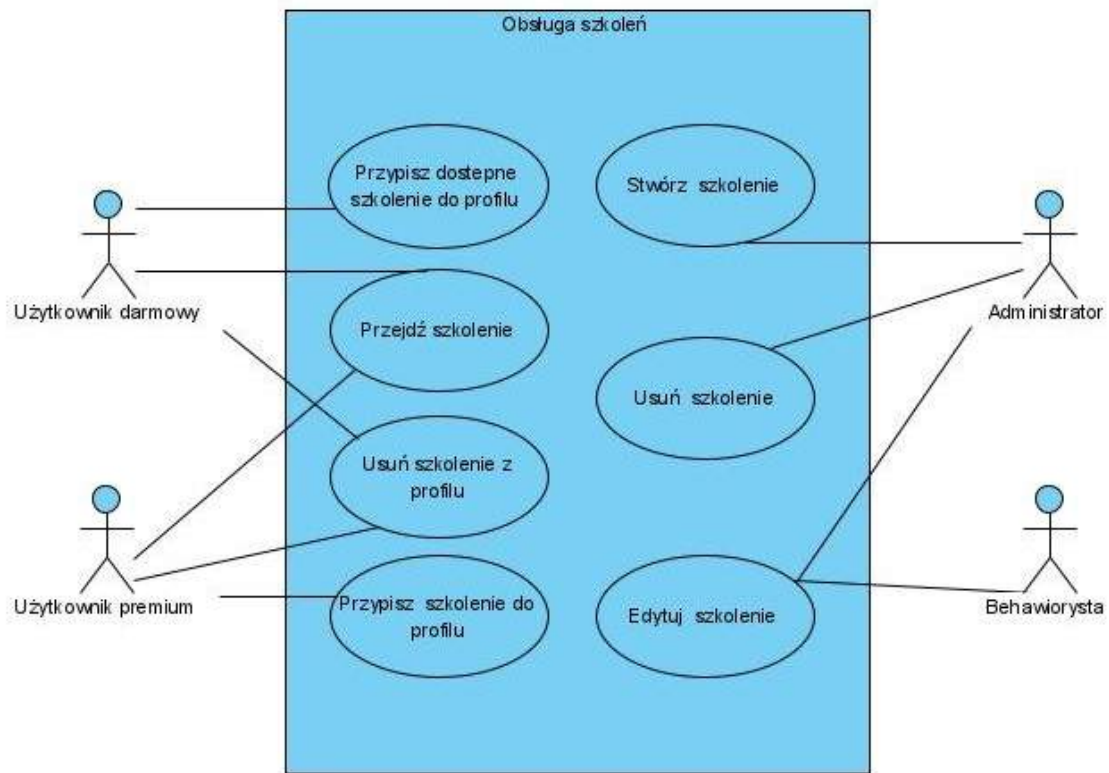 Obsługa szkoleń
Przypisz dostepne
szkolenie do profilu
Stwórz szkolenie
Użytkownik darmowy
Przejdź szkolenie
Administrator
Usuń szkolenie
Usuń szkolenie z
profilu
Użytkownik premium
Przypisz szkolenie do
profilu
Edytuj szkolenie
Behawiorysta